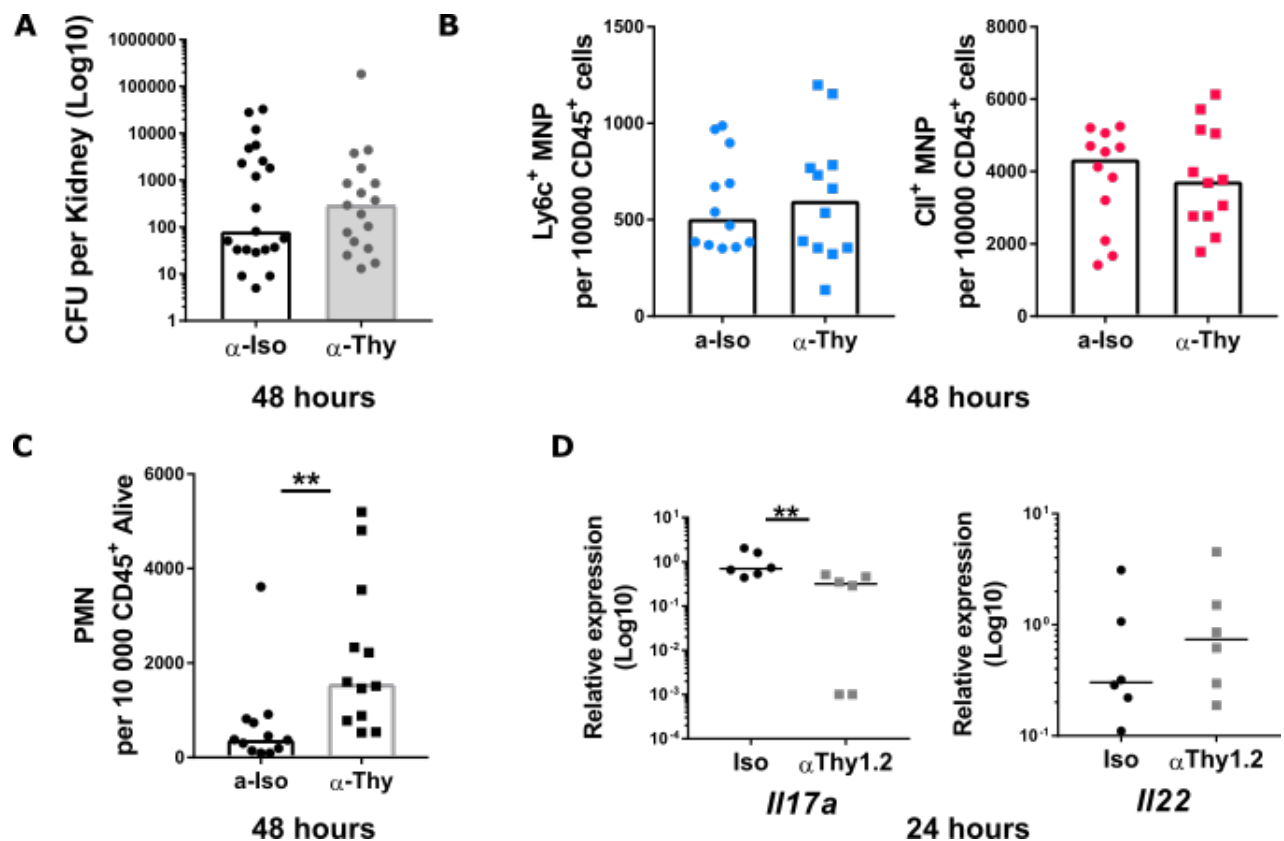 A
CFU per Kidney (Log10)
1000000
100000
10000
1000
100
10
1
α-Iso α-Thy
48 hours
B
Ly6c+ MNP
per 10000 CD45+ cells
1500
1000
500
0
a-Iso α-Thy
CII+ MNP
per 10000 CD45+ cells
8000
6000
4000
2000
0
a-Iso α-Thy
48 hours
C
PMN
per 10 000 CD45+ Alive
6000
4000
2000
0
**
a-Iso α-Thy
48 hours
D
Relative expression
(Log10)
10^1
10^0
10^-1
10^-2
10^-3
10^-4
**
Iso αThy1.2
Il17a
Relative expression
(Log10)
10^1
10^0
10^-1
Iso αThy1.2
Il22
24 hours